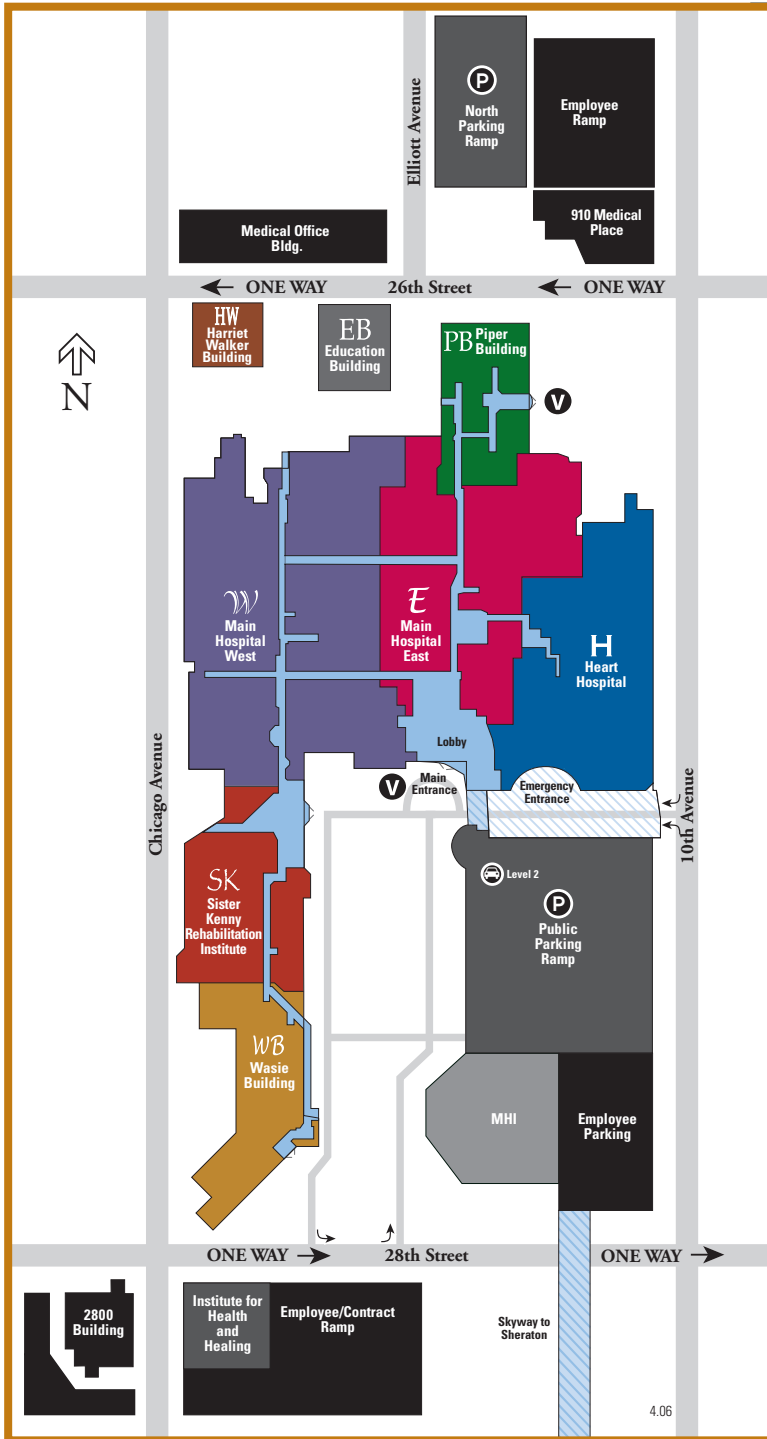 Elliott Avenue
P
North
Parking
Ramp
Employee
Ramp
910 Medical
Place
Medical Office
Bldg.
ONE WAY
26th Street
ONE WAY
HW
Harriet
Walker
Building
EB
Education
Building
PB Piper
Building
N
V
W
Main
Hospital
West
E
Main
Hospital
East
H
Heart
Hospital
Lobby
Chicago Avenue
V
Main
Entrance
Emergency
Entrance
10th Avenue
SK
Sister
Kenny
Rehabilitation
Institute
Level 2
P
Public
Parking
Ramp
WB
Wasie
Building
MHI
Employee
Parking
ONE WAY
28th Street
ONE WAY
2800
Building
Institute for
Health
and
Healing
Employee/Contract
Ramp
Skyway to
Sheraton
4.06